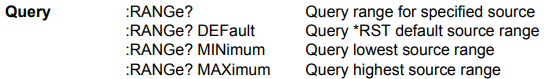 Query :RANGe? Query range for specified source
:RANGe? DEFault Query *RST default source range
:RANGe? MINimum Query lowest source range
:RANGe? MAXimum Query highest source range